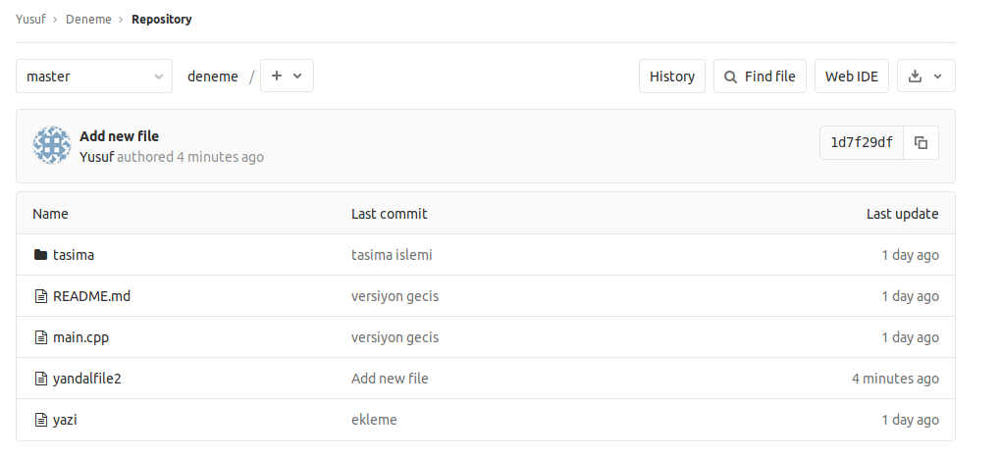 Yusuf > Deneme > Repository
master deneme / + History Find file Web IDE
Add new file
Yusuf authored 4 minutes ago
1d7f29df
Name Last commit Last update
tasima tasima islemi 1 day ago
README.md versiyon gecis 1 day ago
main.cpp versiyon gecis 1 day ago
yandalfile2 Add new file 4 minutes ago
yazi ekleme 1 day ago